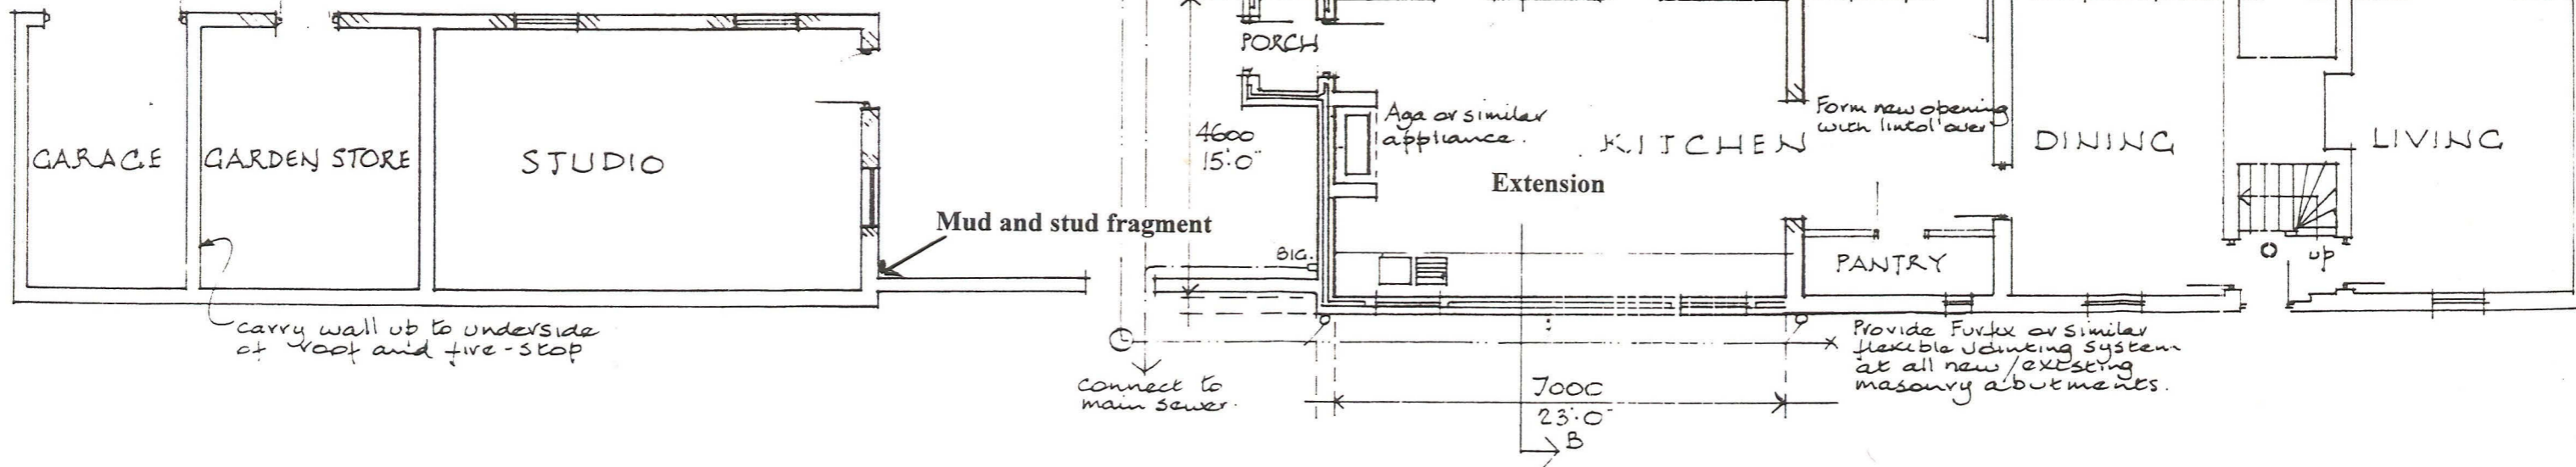 PORCH
Aga or similar
appliance.
4600
15'.0"
KITCHEN
Form new opening
with lintol over
DINING
LIVING
GARAGE
GARDEN STORE
STUDIO
Extension
Mud and stud fragment
BIG.
PANTRY
UP
carry wall up to underside
of roof and fire-stop
connect to
main sewer.
7000
23'.0"
B
Provide Furfix or similar
flexible jointing system
at all new/existing
masonry abutments.